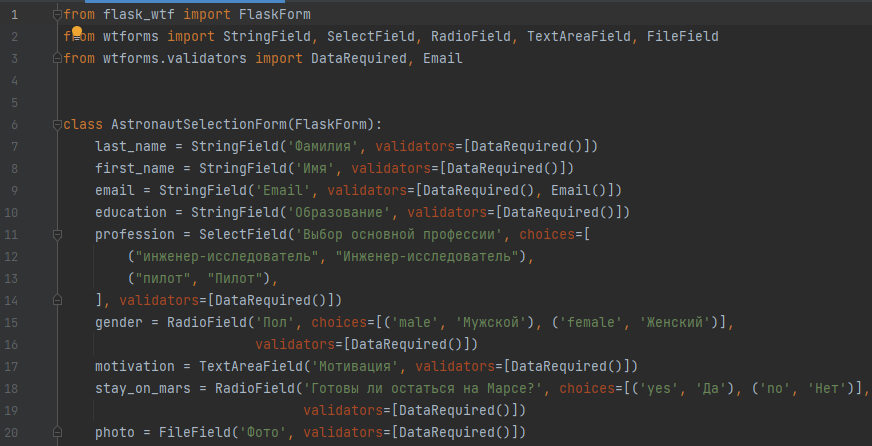 1 from flask_wtf import FlaskForm
2 from wtforms import StringField, SelectField, RadioField, TextAreaField, FileField
3 from wtforms.validators import DataRequired, Email
4
5
6 class AstronautSelectionForm(FlaskForm):
7     last_name = StringField('Фамилия', validators=[DataRequired()])
8     first_name = StringField('Имя', validators=[DataRequired()])
9     email = StringField('Email', validators=[DataRequired(), Email()])
10     education = StringField('Образование', validators=[DataRequired()])
11     profession = SelectField('Выбор основной профессии', choices=[
12         ("инженер-исследователь", "Инженер-исследователь"),
13         ("пилот", "Пилот"),
14     ], validators=[DataRequired()])
15     gender = RadioField('Пол', choices=[('male', 'Мужской'), ('female', 'Женский')],
16                         validators=[DataRequired()])
17     motivation = TextAreaField('Мотивация', validators=[DataRequired()])
18     stay_on_mars = RadioField('Готовы ли остаться на Марсе?', choices=[('yes', 'Да'), ('no', 'Нет')],
19                               validators=[DataRequired()])
20     photo = FileField('Фото', validators=[DataRequired()])